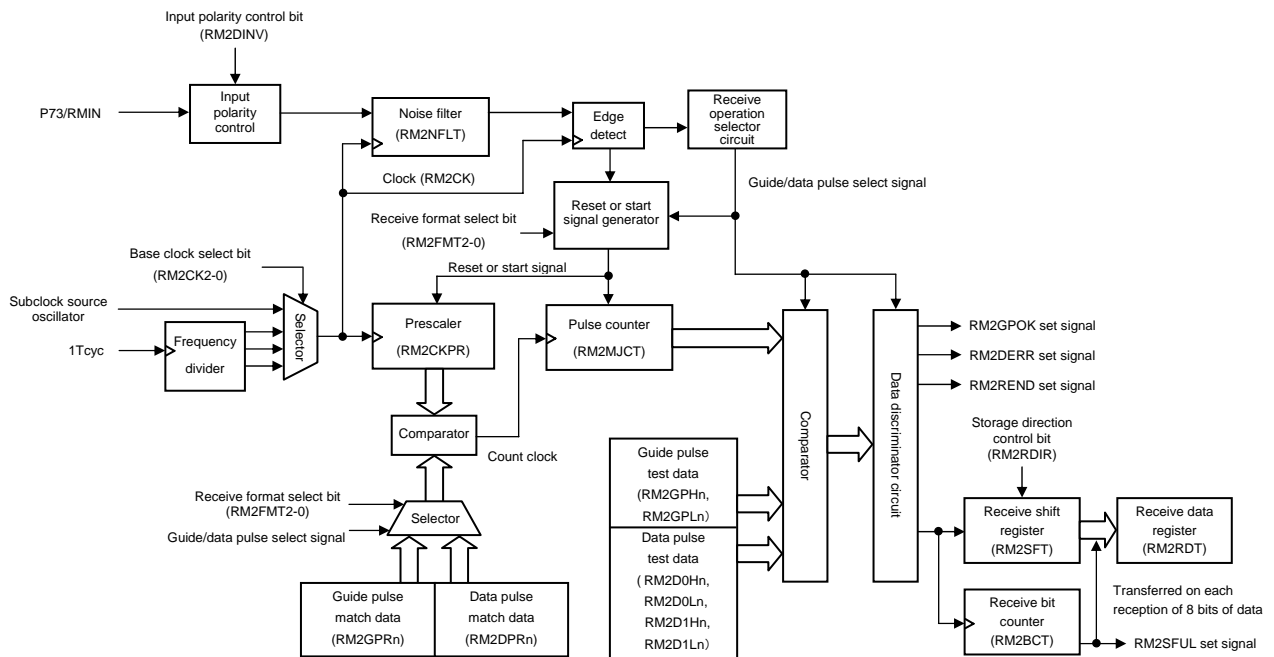 Input polarity control bit
(RM2DINV)
P73/RMIN
Input
polarity
control
Noise filter
(RM2NFLT)
Edge
detect
Receive
operation
selector
circuit
Clock (RM2CK)
Guide/data pulse select signal
Receive format select bit
(RM2FMT2-0)
Reset or start
signal generator
Base clock select bit
(RM2CK2-0)
Reset or start signal
Subclock source
oscillator
1Tcyc
Frequency
divider
Selector
Prescaler
(RM2CKPR)
Pulse counter
(RM2MJCT)
Comparator
Count clock
Receive format select bit
(RM2FMT2-0)
Guide/data pulse select signal
Selector
Guide pulse
match data
(RM2GPRn)
Data pulse
match data
(RM2DPRn)
Guide pulse
test data
(RM2GPHn,
RM2GPLn)
Data pulse
test data
( RM2D0Hn,
RM2D0Ln,
RM2D1Hn,
RM2D1Ln)
Comparator
Data discriminator circuit
RM2GPOK set signal
RM2DERR set signal
RM2REND set signal
Storage direction
control bit
(RM2RDIR)
Receive shift
register
(RM2SFT)
Receive data
register
(RM2RDT)
Transferred on each
reception of 8 bits of data
Receive bit
counter
(RM2BCT)
RM2SFUL set signal